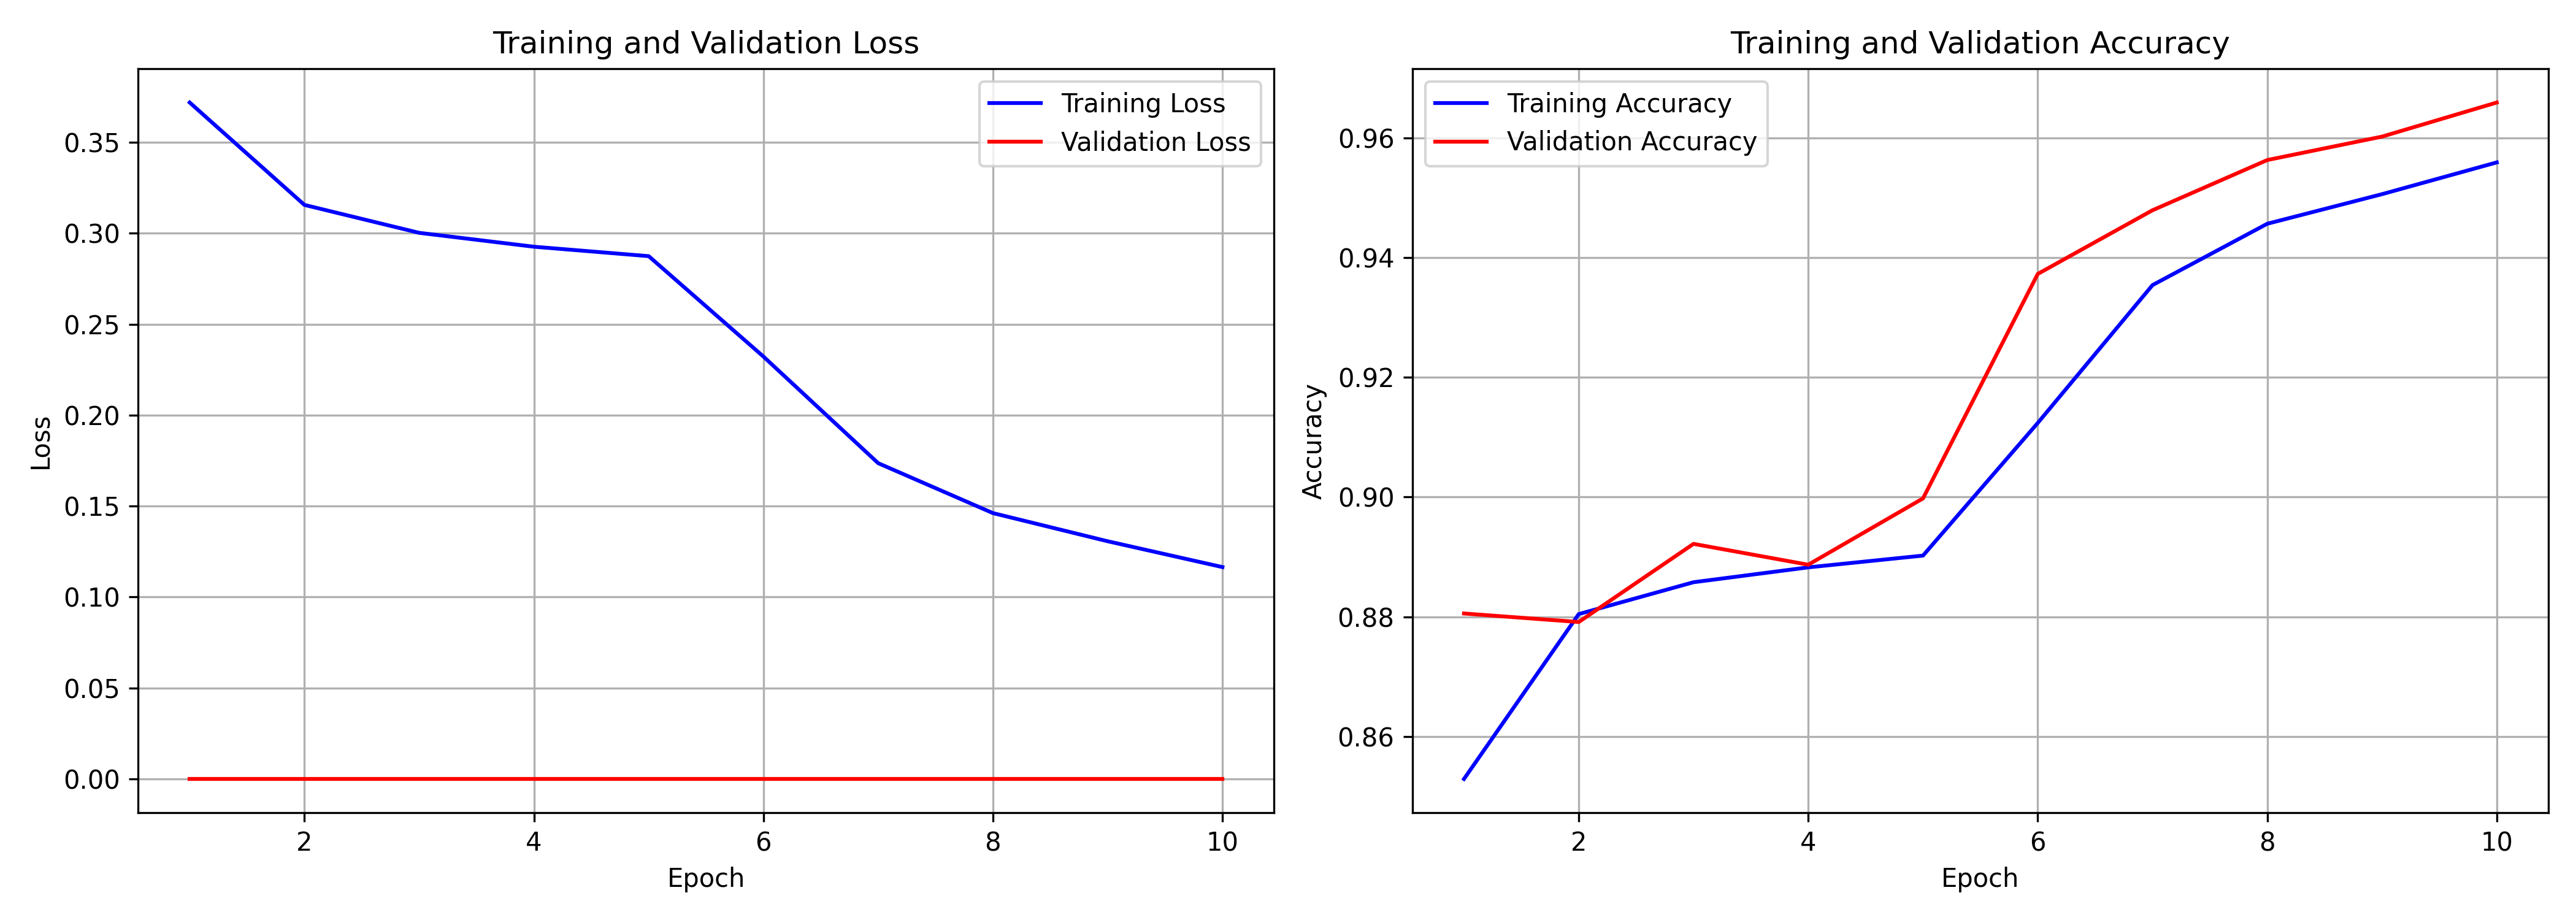 Training and Validation Loss
Training Loss
Validation Loss
0.35
0.30
0.25
0.20
0.15
0.10
0.05
0.00
Loss
2 4 6 8 10
Epoch
Training and Validation Accuracy
Training Accuracy
Validation Accuracy
0.96
0.94
0.92
0.90
0.88
0.86
Accuracy
2 4 6 8 10
Epoch